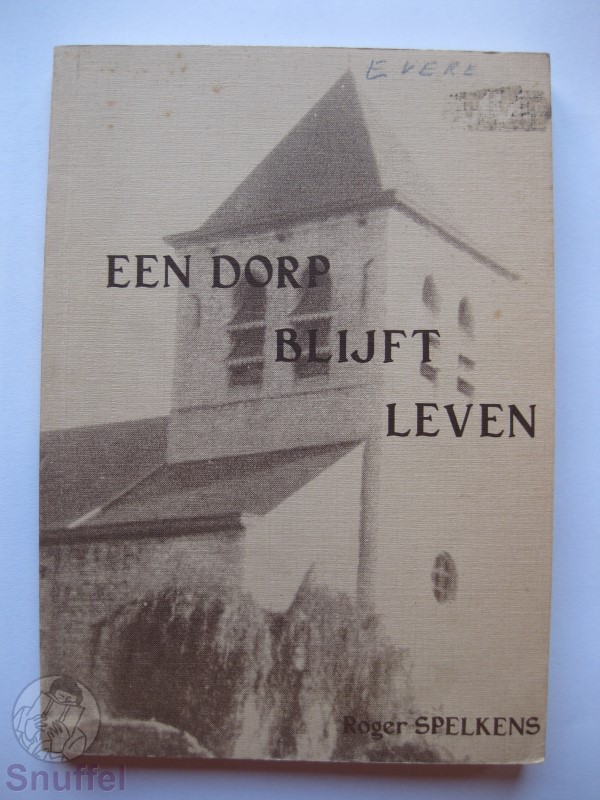 EVERE
EEN DORP
BLIJFT
LEVEN
Roger SPELKENS
Snuffel